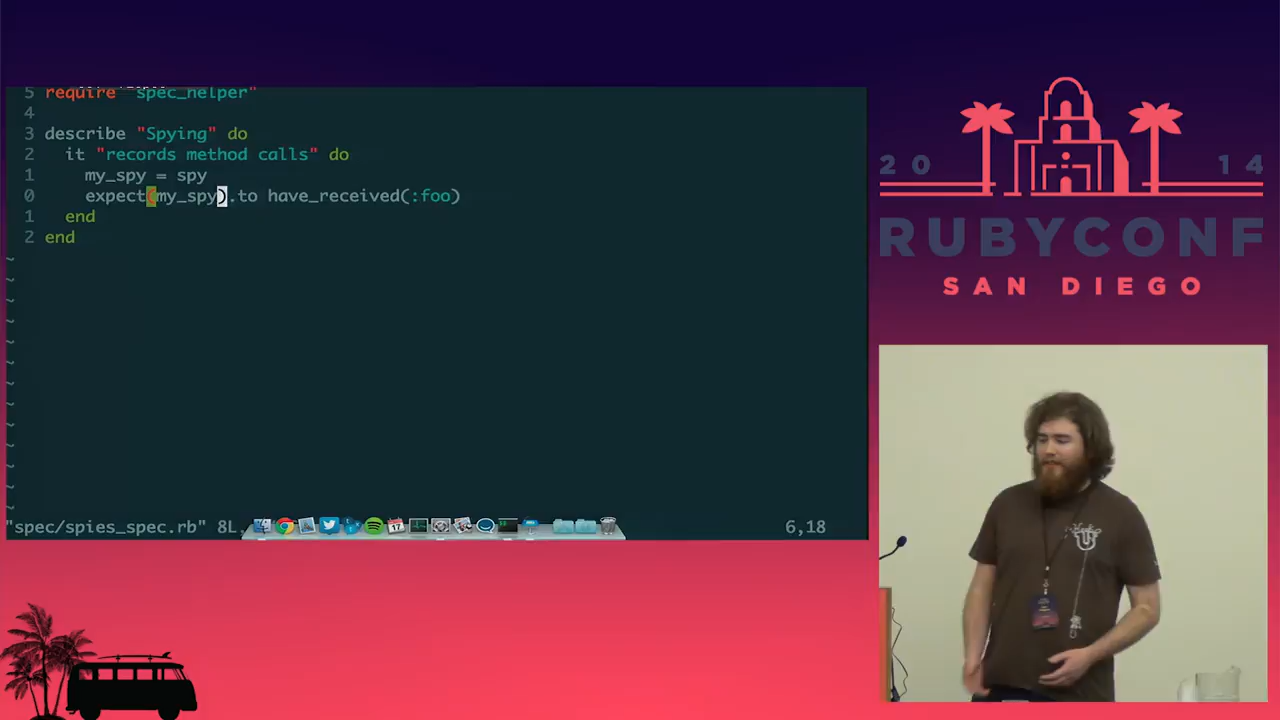 5 require "spec_helper"
4
3 describe "Spying" do
2 it "records method calls" do
1 my_spy = spy
0 expect(my_spy).to have_received(:foo)
1 end
2 end
~
~
~
~
~
~
~
~
~
~
~
~
~
"spec/spies_spec.rb" 8L, 6,18
20 14
RUBYCONF
SAN DIEGO
17